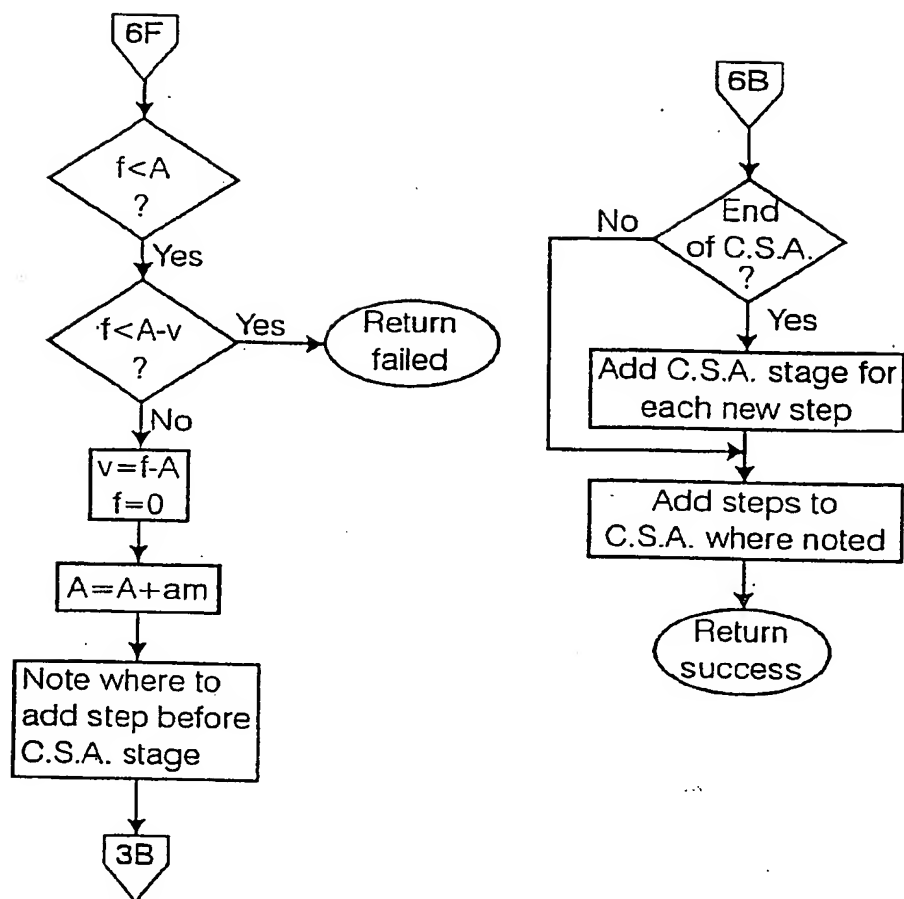 6F
f<A
?
Yes
f<A-v
?
Yes
Return
failed
No
v=f-A
f=0
A=A+am
Note where to
add step before
C.S.A. stage
3B
6B
End
of C.S.A.
?
No
Yes
Add C.S.A. stage for
each new step
Add steps to
C.S.A. where noted
Return
success